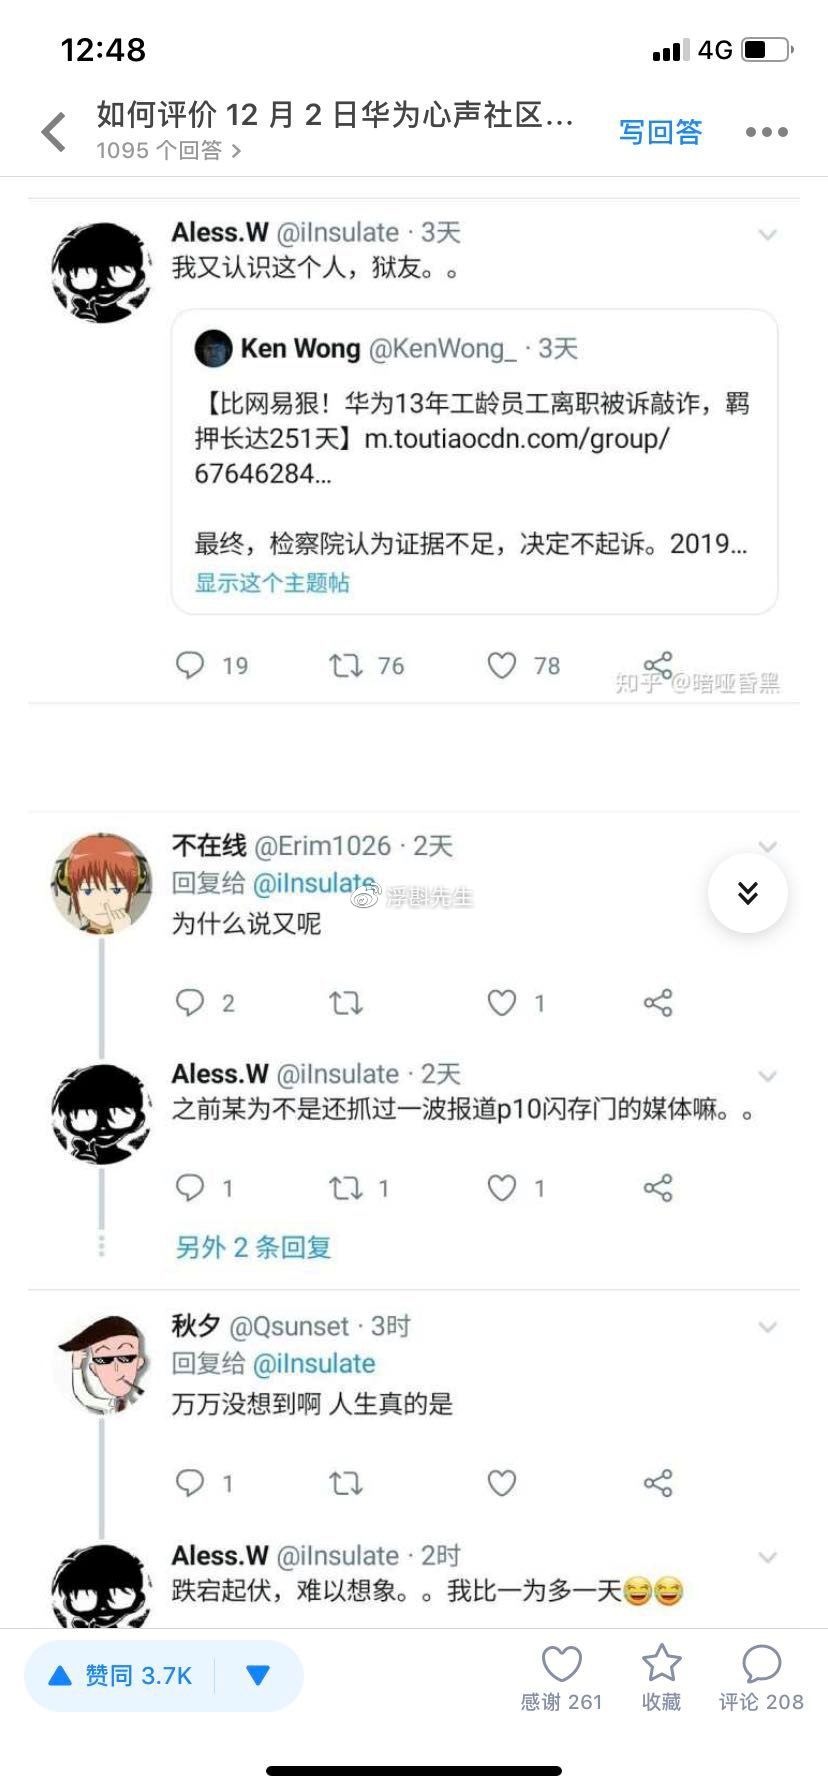 12:48
4G
如何评价 12 月 2 日华为心声社区...
1095 个回答
写回答
Aless.W @iInsulate · 3天
我又认识这个人，狱友。。
Ken Wong @KenWong_ · 3天
【比网易狠！华为13年工龄员工离职被诉敲诈，羁
押长达251天】m.toutiaocdn.com/group/
67646284...
最终，检察院认为证据不足，决定不起诉。2019...
显示这个主题帖
19 76 78
知乎 @暗哑昏黑
不在线 @Erim1026 · 2天
回复给 @iInsulate
浮斟先生
为什么说又呢
2 1
Aless.W @iInsulate · 2天
之前某为不是还抓过一波报道p10闪存门的媒体嘛。。
1 1 1
另外 2 条回复
秋夕 @Qsunset · 3时
回复给 @iInsulate
万万没想到啊 人生真的是
1
Aless.W @iInsulate · 2时
跌宕起伏，难以想象。。我比一为多一天😂😂
赞同 3.7K
感谢 261
收藏
评论 208